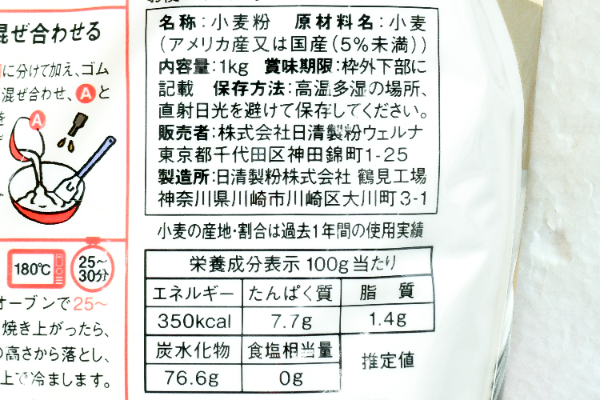 混ぜ合わせる
に分けて加え、ゴム
混ぜ合わせ、Aと
A
180℃
25〜
30分
オーブンで25〜
焼き上がったら、
の高さから落とし、
上で冷まします。
名称:小麦粉 原材料名:小麦
(アメリカ産又は国産(5%未満))
内容量:1kg 賞味期限:枠外下部に
記載 保存方法:高温多湿の場所、
直射日光を避けて保存してください。
販売者:株式会社日清製粉ウェルナ
東京都千代田区神田錦町1-25
製造所:日清製粉株式会社 鶴見工場
神奈川県川崎市川崎区大川町3-1
小麦の産地・割合は過去1年間の使用実績
栄養成分表示 100g当たり
エネルギー たんぱく質 脂質
350kcal 7.7g 1.4g
炭水化物 食塩相当量 推定値
76.6g 0g